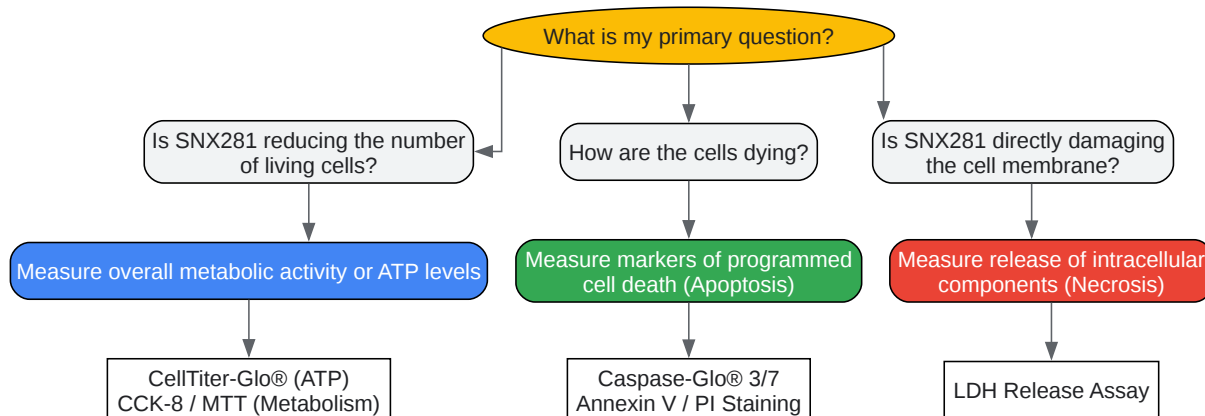 What is my primary question?
Is SNX281 reducing the number
of living cells?
How are the cells dying?
Is SNX281 directly damaging
the cell membrane?
Measure overall metabolic activity or ATP levels
Measure markers of programmed
cell death (Apoptosis)
Measure release of intracellular
components (Necrosis)
CellTiter-Glo® (ATP)
CCK-8 / MTT (Metabolism)
Caspase-Glo® 3/7
Annexin V / PI Staining
LDH Release Assay